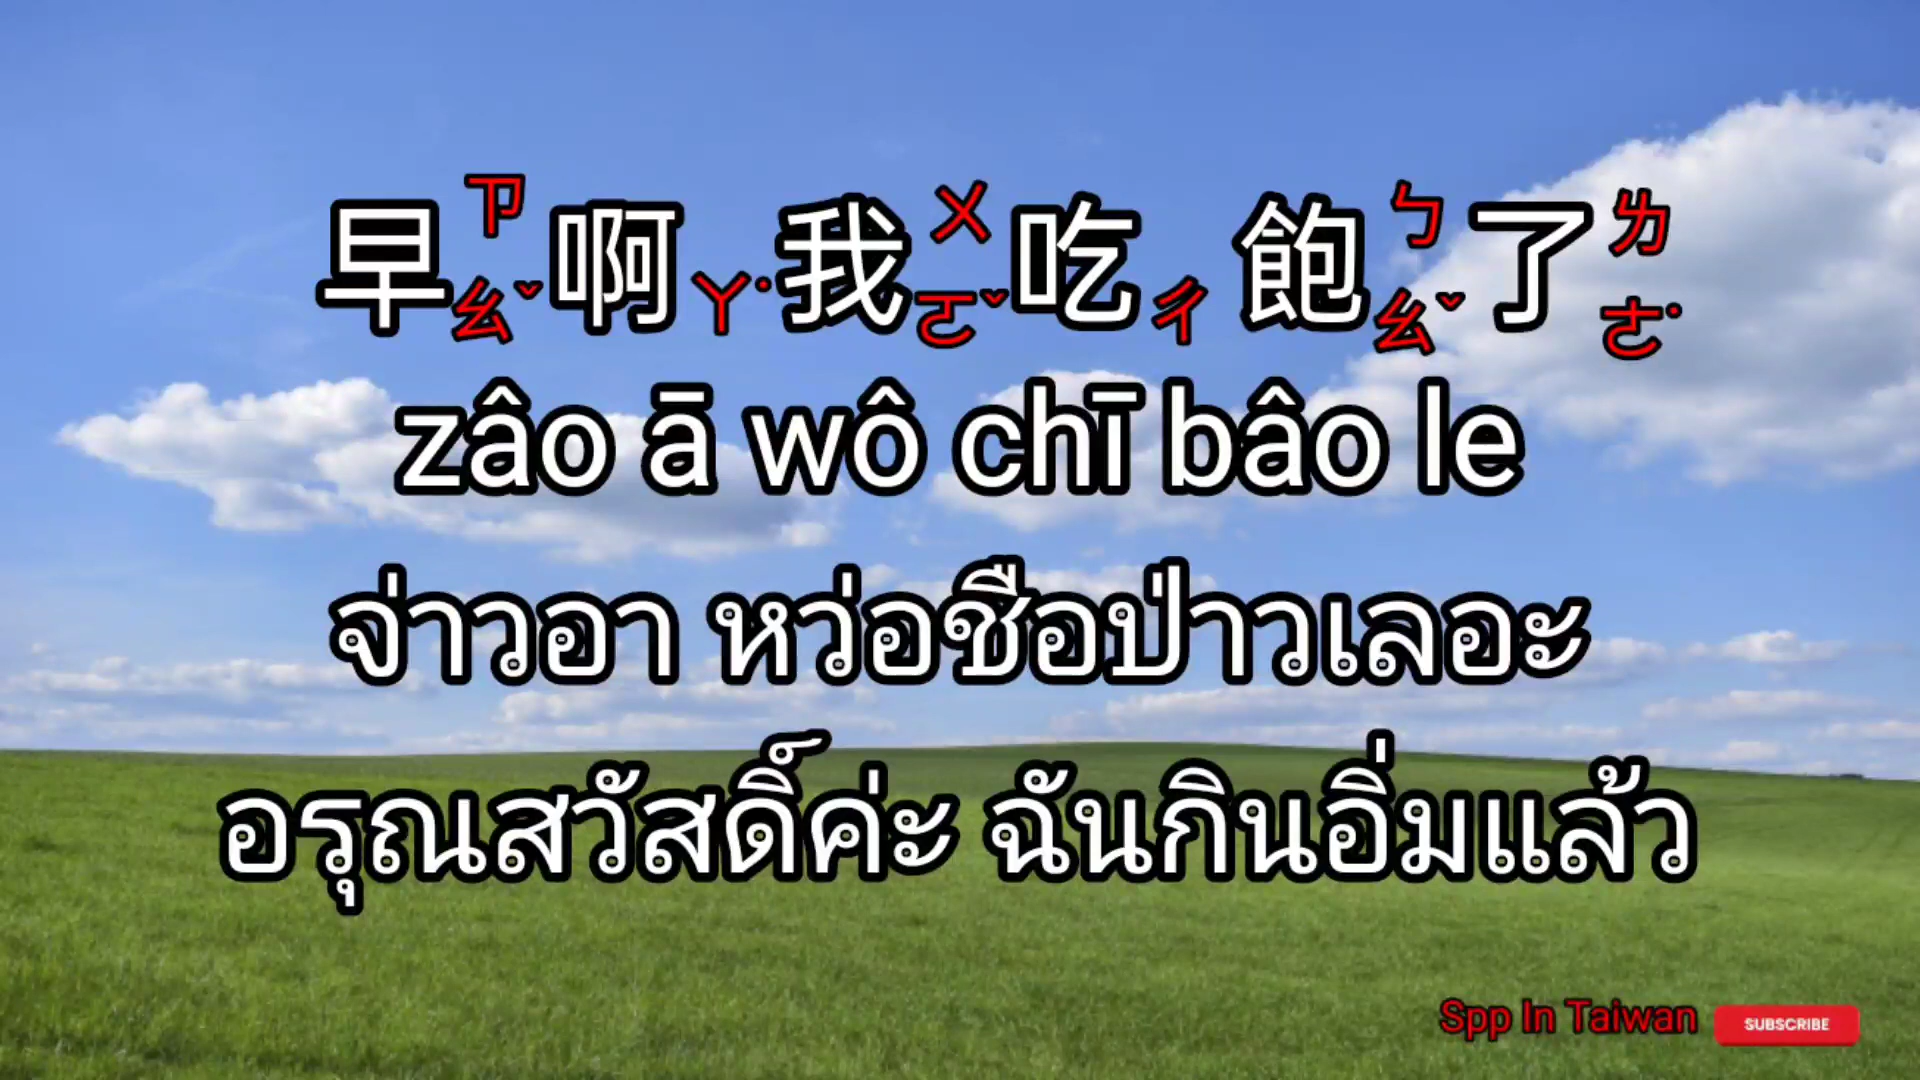 早ㄗㄠˇ啊ㄚ˙我ㄨㄛˇ吃ㄔ飽ㄅㄠˇ了ㄌㄜ˙
zâo ā wô chī bâo le
จ่าวอา หว่อชือป่าวเลอะ
อรุณสวัสดิ์ค่ะ ฉันกินอิ่มแล้ว
Spp In Taiwan SUBSCRIBE